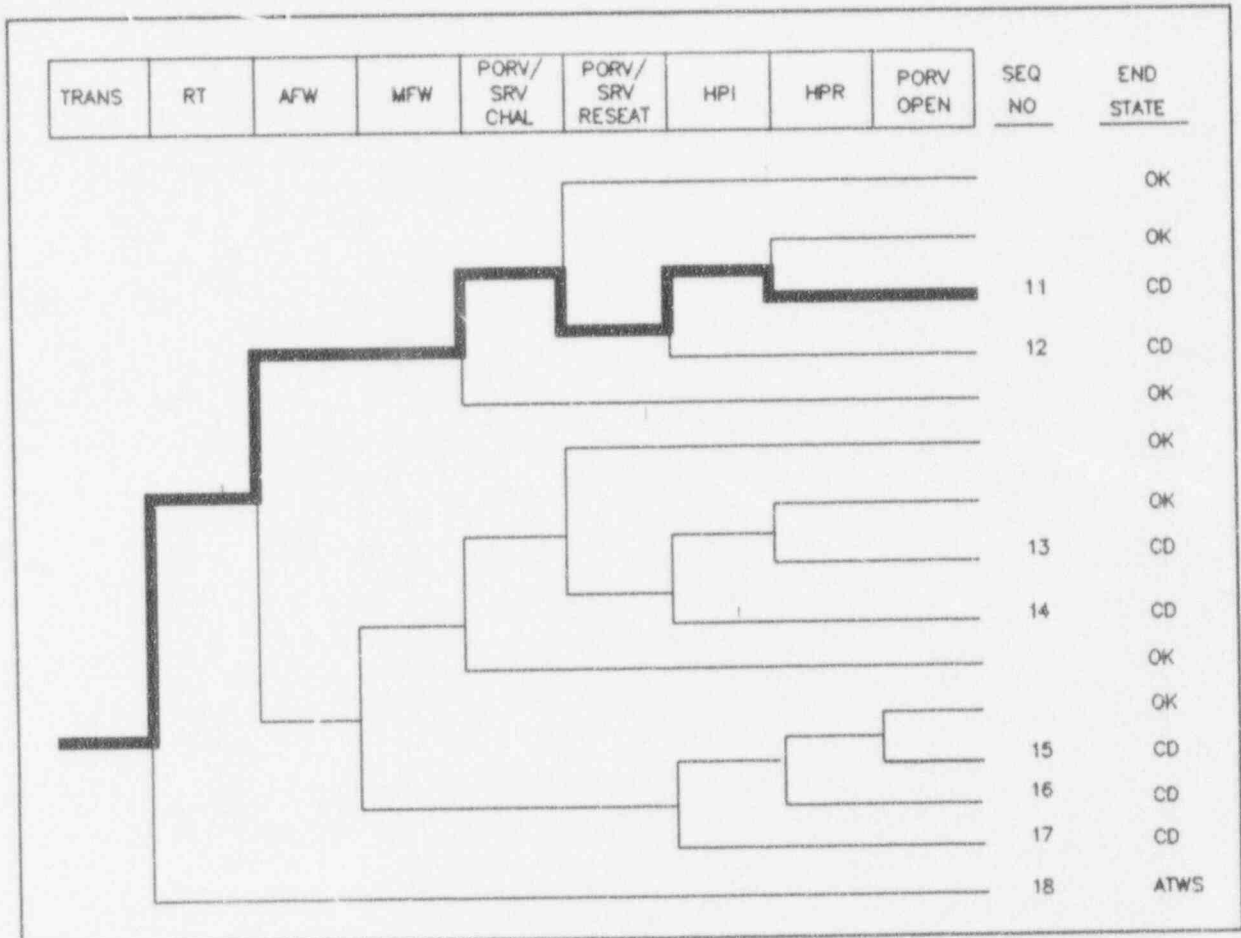 TRANS RT AFW MFW PORV/ SRV CHAL PORV/ SRV RESEAT HPI HPR PORV OPEN SEQ NO END STATE
OK
OK
11 CD
12 CD
OK
OK
OK
13 CD
14 CD
OK
OK
15 CD
16 CD
17 CD
18 ATWS